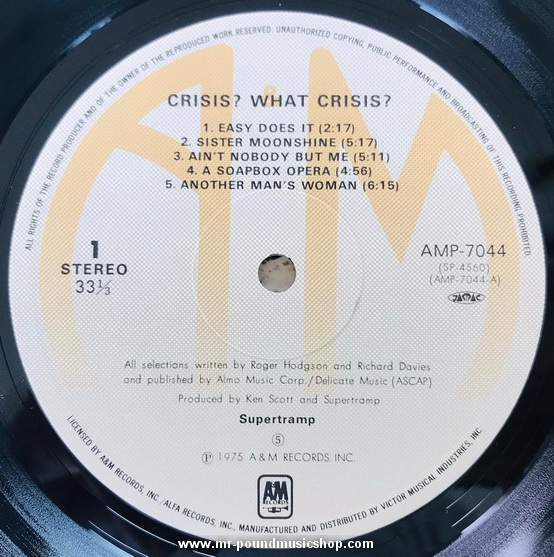 ALL RIGHTS OF THE RECORD PRODUCER AND OF THE OWNER OF THE REPRODUCED WORK RESERVED. UNAUTHORIZED COPYING, PUBLIC PERFORMANCE AND BROADCASTING OF THIS RECORDING PROHIBITED.
A&M
CRISIS? WHAT CRISIS?
1. EASY DOES IT (2:17)
2. SISTER MOONSHINE (5:17)
3. AIN'T NOBODY BUT ME (5:11)
4. A SOAPBOX OPERA (4:56)
5. ANOTHER MAN'S WOMAN (6:15)
1
STEREO
33⅓
AMP-7044
(SP-4560)
(AMP-7044-A)
JASRAC
All selections written by Roger Hodgson and Richard Davies
and published by Almo Music Corp./Delicate Music (ASCAP)
Produced by Ken Scott and Supertramp
Supertramp
⑤
℗ 1975 A&M RECORDS, INC.
A&M
RECORDS
LICENSED BY A&M RECORDS, INC./ALFA RECORDS, INC., MANUFACTURED AND DISTRIBUTED BY VICTOR MUSICAL INDUSTRIES, INC
www.mr-poundmusicshop.com